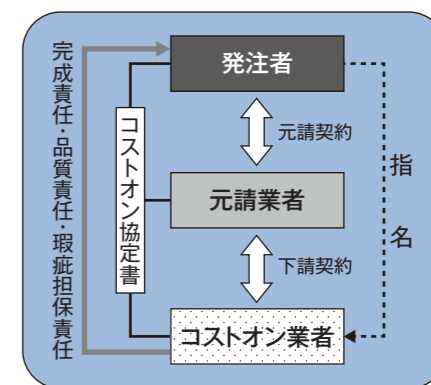 完成責任・品質責任・瑕疵担保責任
コストオン協定書
発注者
元請契約
元請業者
下請契約
コストオン業者
指名